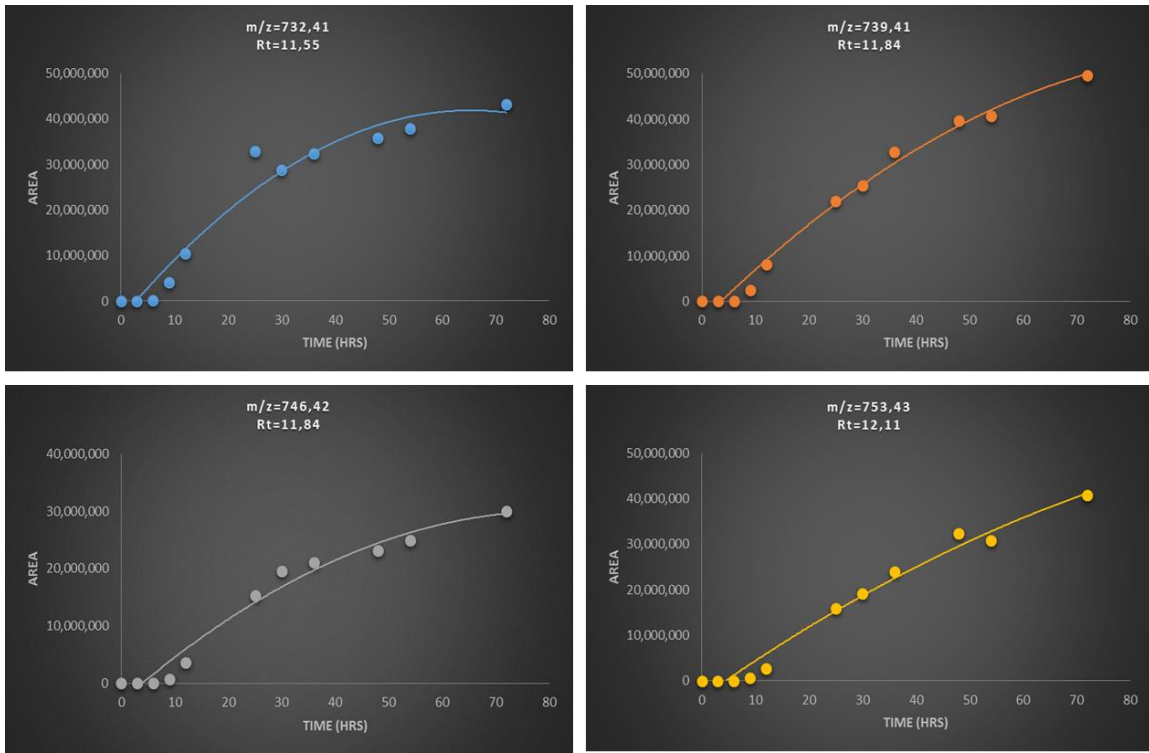 m/z=732,41
Rt=11,55
50,000,000
40,000,000
30,000,000
20,000,000
10,000,000
0
AREA
0 10 20 30 40 50 60 70 80
TIME (HRS)
m/z=739,41
Rt=11,84
50,000,000
40,000,000
30,000,000
20,000,000
10,000,000
0
AREA
0 10 20 30 40 50 60 70 80
TIME (HRS)
m/z=746,42
Rt=11,84
40,000,000
30,000,000
20,000,000
10,000,000
0
AREA
0 10 20 30 40 50 60 70 80
TIME (HRS)
m/z=753,43
Rt=12,11
50,000,000
40,000,000
30,000,000
20,000,000
10,000,000
0
AREA
0 10 20 30 40 50 60 70 80
TIME (HRS)